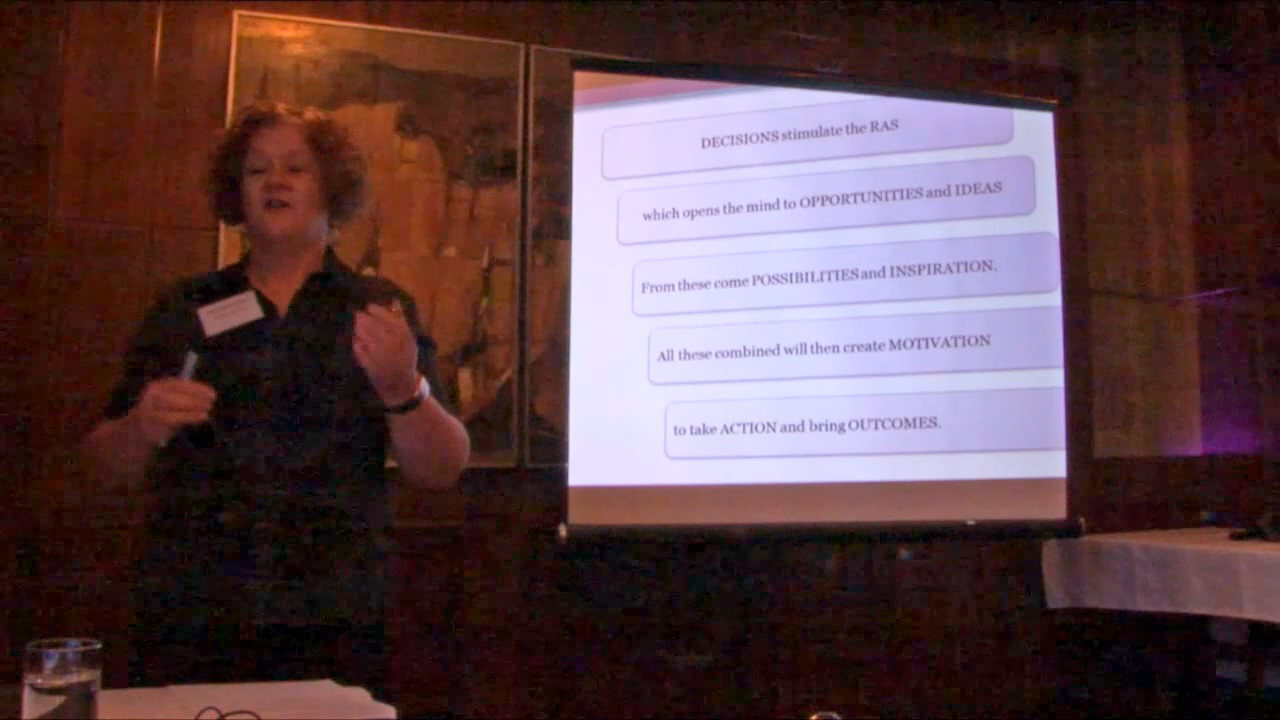 DECISIONS stimulate the RAS
which opens the mind to OPPORTUNITIES and IDEAS
From these come POSSIBILITIES and INSPIRATION.
All these combined will then create MOTIVATION
to take ACTION and bring OUTCOMES.